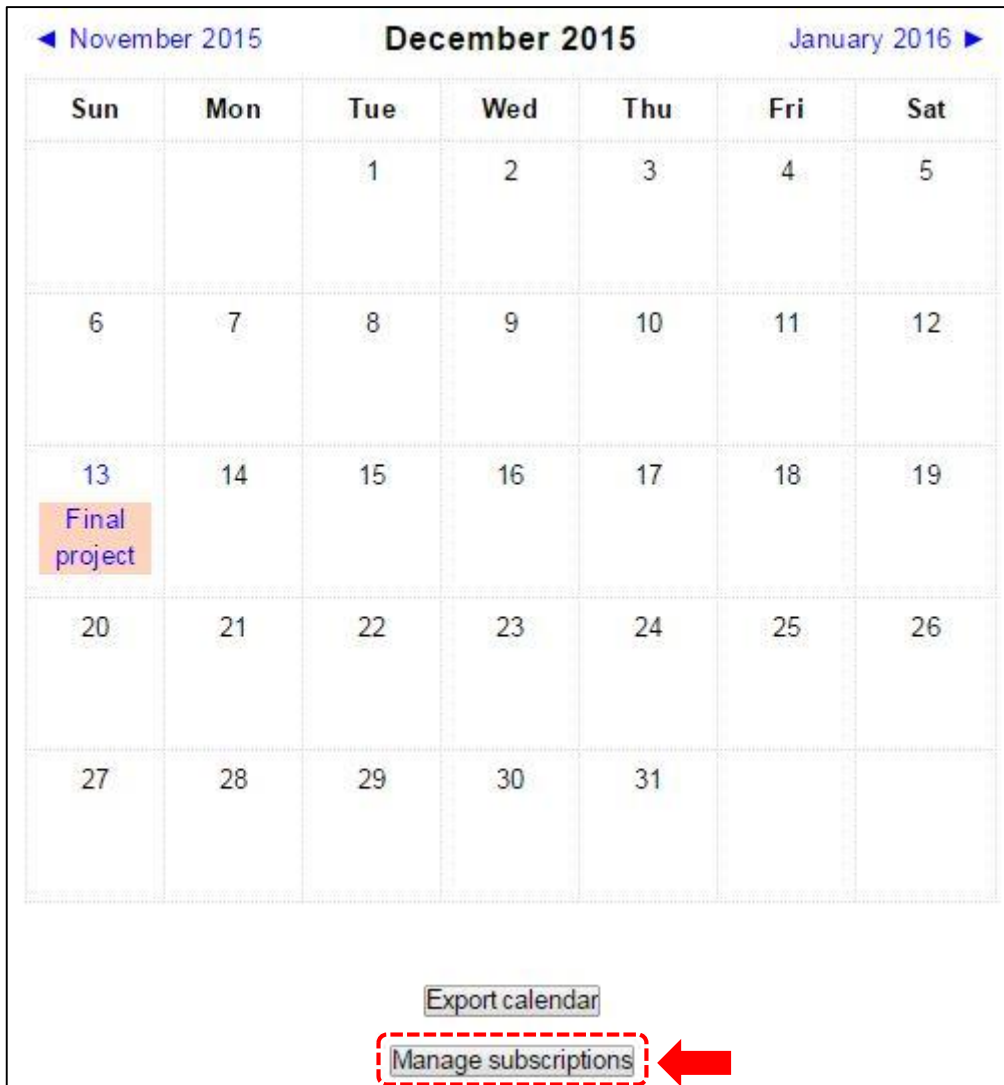 ◄ November 2015 December 2015 January 2016 ►
Sun Mon Tue Wed Thu Fri Sat
1 2 3 4 5
6 7 8 9 10 11 12
13 14 15 16 17 18 19
Final
project
20 21 22 23 24 25 26
27 28 29 30 31
Export calendar
Manage subscriptions